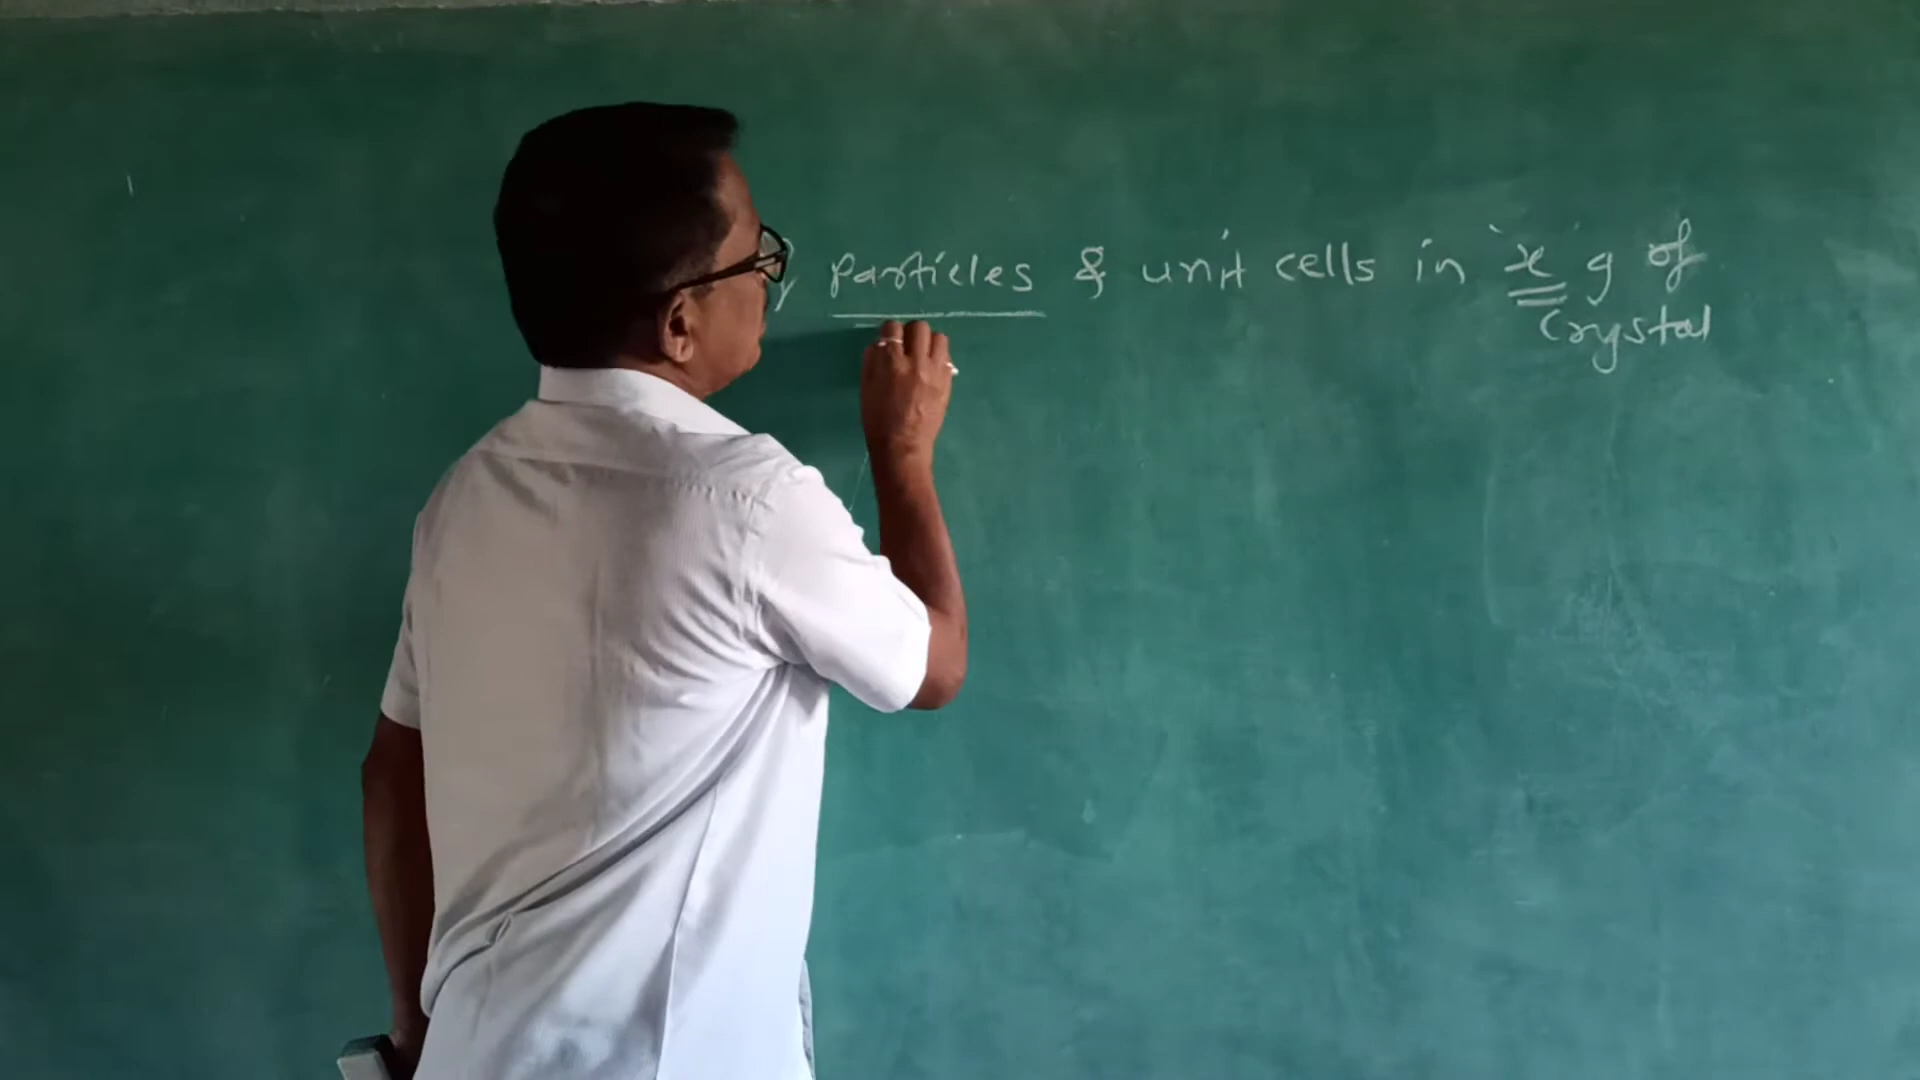 particles & unit cells in 'x' g of
crystal